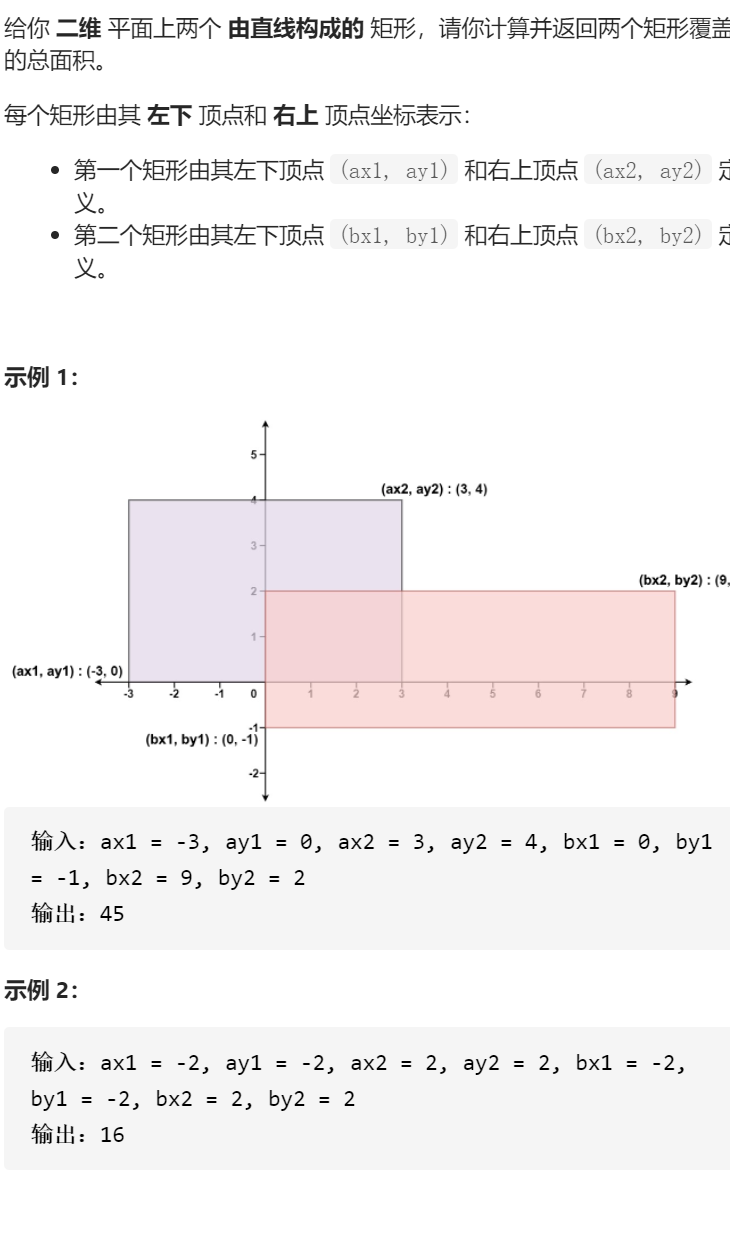 给你 二维 平面上两个 由直线构成的 矩形，请你计算并返回两个矩形覆盖
的总面积。
每个矩形由其 左下 顶点和 右上 顶点坐标表示：
• 第一个矩形由其左下顶点 (ax1, ay1) 和右上顶点 (ax2, ay2) 定
义。
• 第二个矩形由其左下顶点 (bx1, by1) 和右上顶点 (bx2, by2) 定
义。
示例 1：
5
(ax2, ay2) : (3, 4)
4
3
(bx2, by2) : (9,
2
1
(ax1, ay1) : (-3, 0)
-3 -2 -1 0 1 2 3 4 5 6 7 8 9
-1
(bx1, by1) : (0, -1)
-2
输入：ax1 = -3, ay1 = 0, ax2 = 3, ay2 = 4, bx1 = 0, by1
= -1, bx2 = 9, by2 = 2
输出：45
示例 2：
输入：ax1 = -2, ay1 = -2, ax2 = 2, ay2 = 2, bx1 = -2,
by1 = -2, bx2 = 2, by2 = 2
输出：16